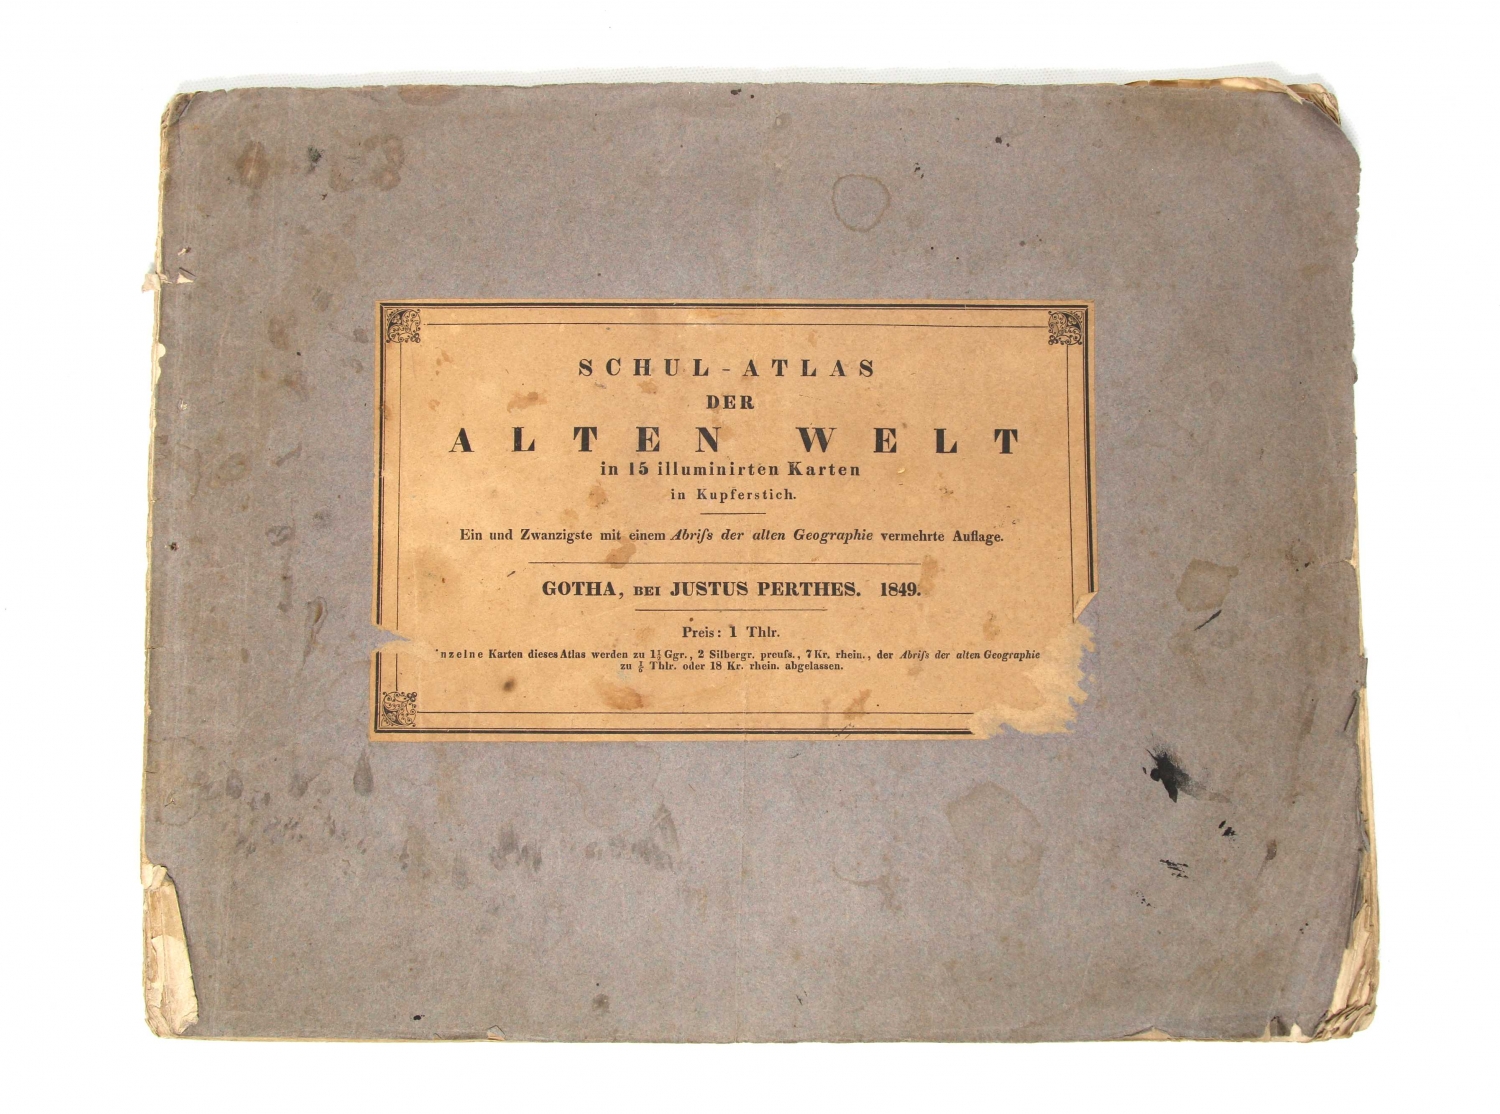 SCHUL-ATLAS
DER
ALTEN WELT
in 15 illuminirten Karten
in Kupferstich.
Ein und Zwanzigste mit einem Abriſs der alten Geographie vermehrte Auflage.
GOTHA, BEI JUSTUS PERTHES. 1849.
Preis: 1 Thlr.
nzelne Karten dieses Atlas werden zu 1½ Ggr., 2 Silbergr. preuſs., 7 Kr. rhein., der Abriſs der alten Geographie
zu ⅙ Thlr. oder 18 Kr. rhein. abgelassen.